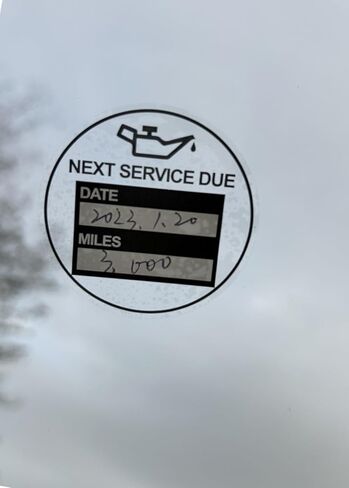 NEXT SERVICE DUE
DATE
2023.1.20
MILES
3,000